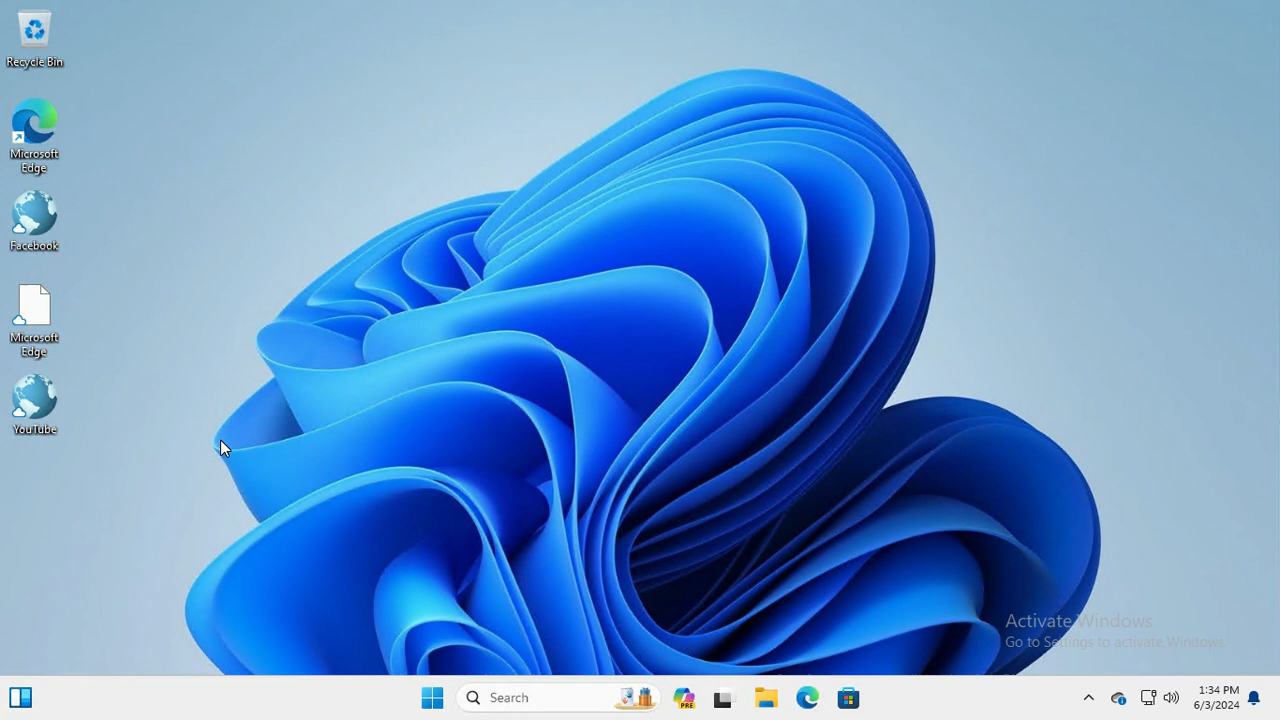 Recycle Bin
Microsoft
Edge
Facebook
Microsoft
Edge
YouTube
Activate Windows
Go to Settings to activate Windows.
Search
PRE
1:34 PM
6/3/2024